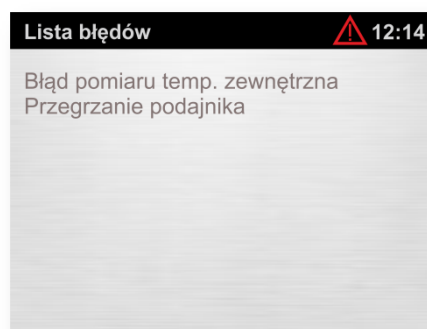 Lista błędów 12:14
Błąd pomiaru temp. zewnętrzna
Przegrzanie podajnika